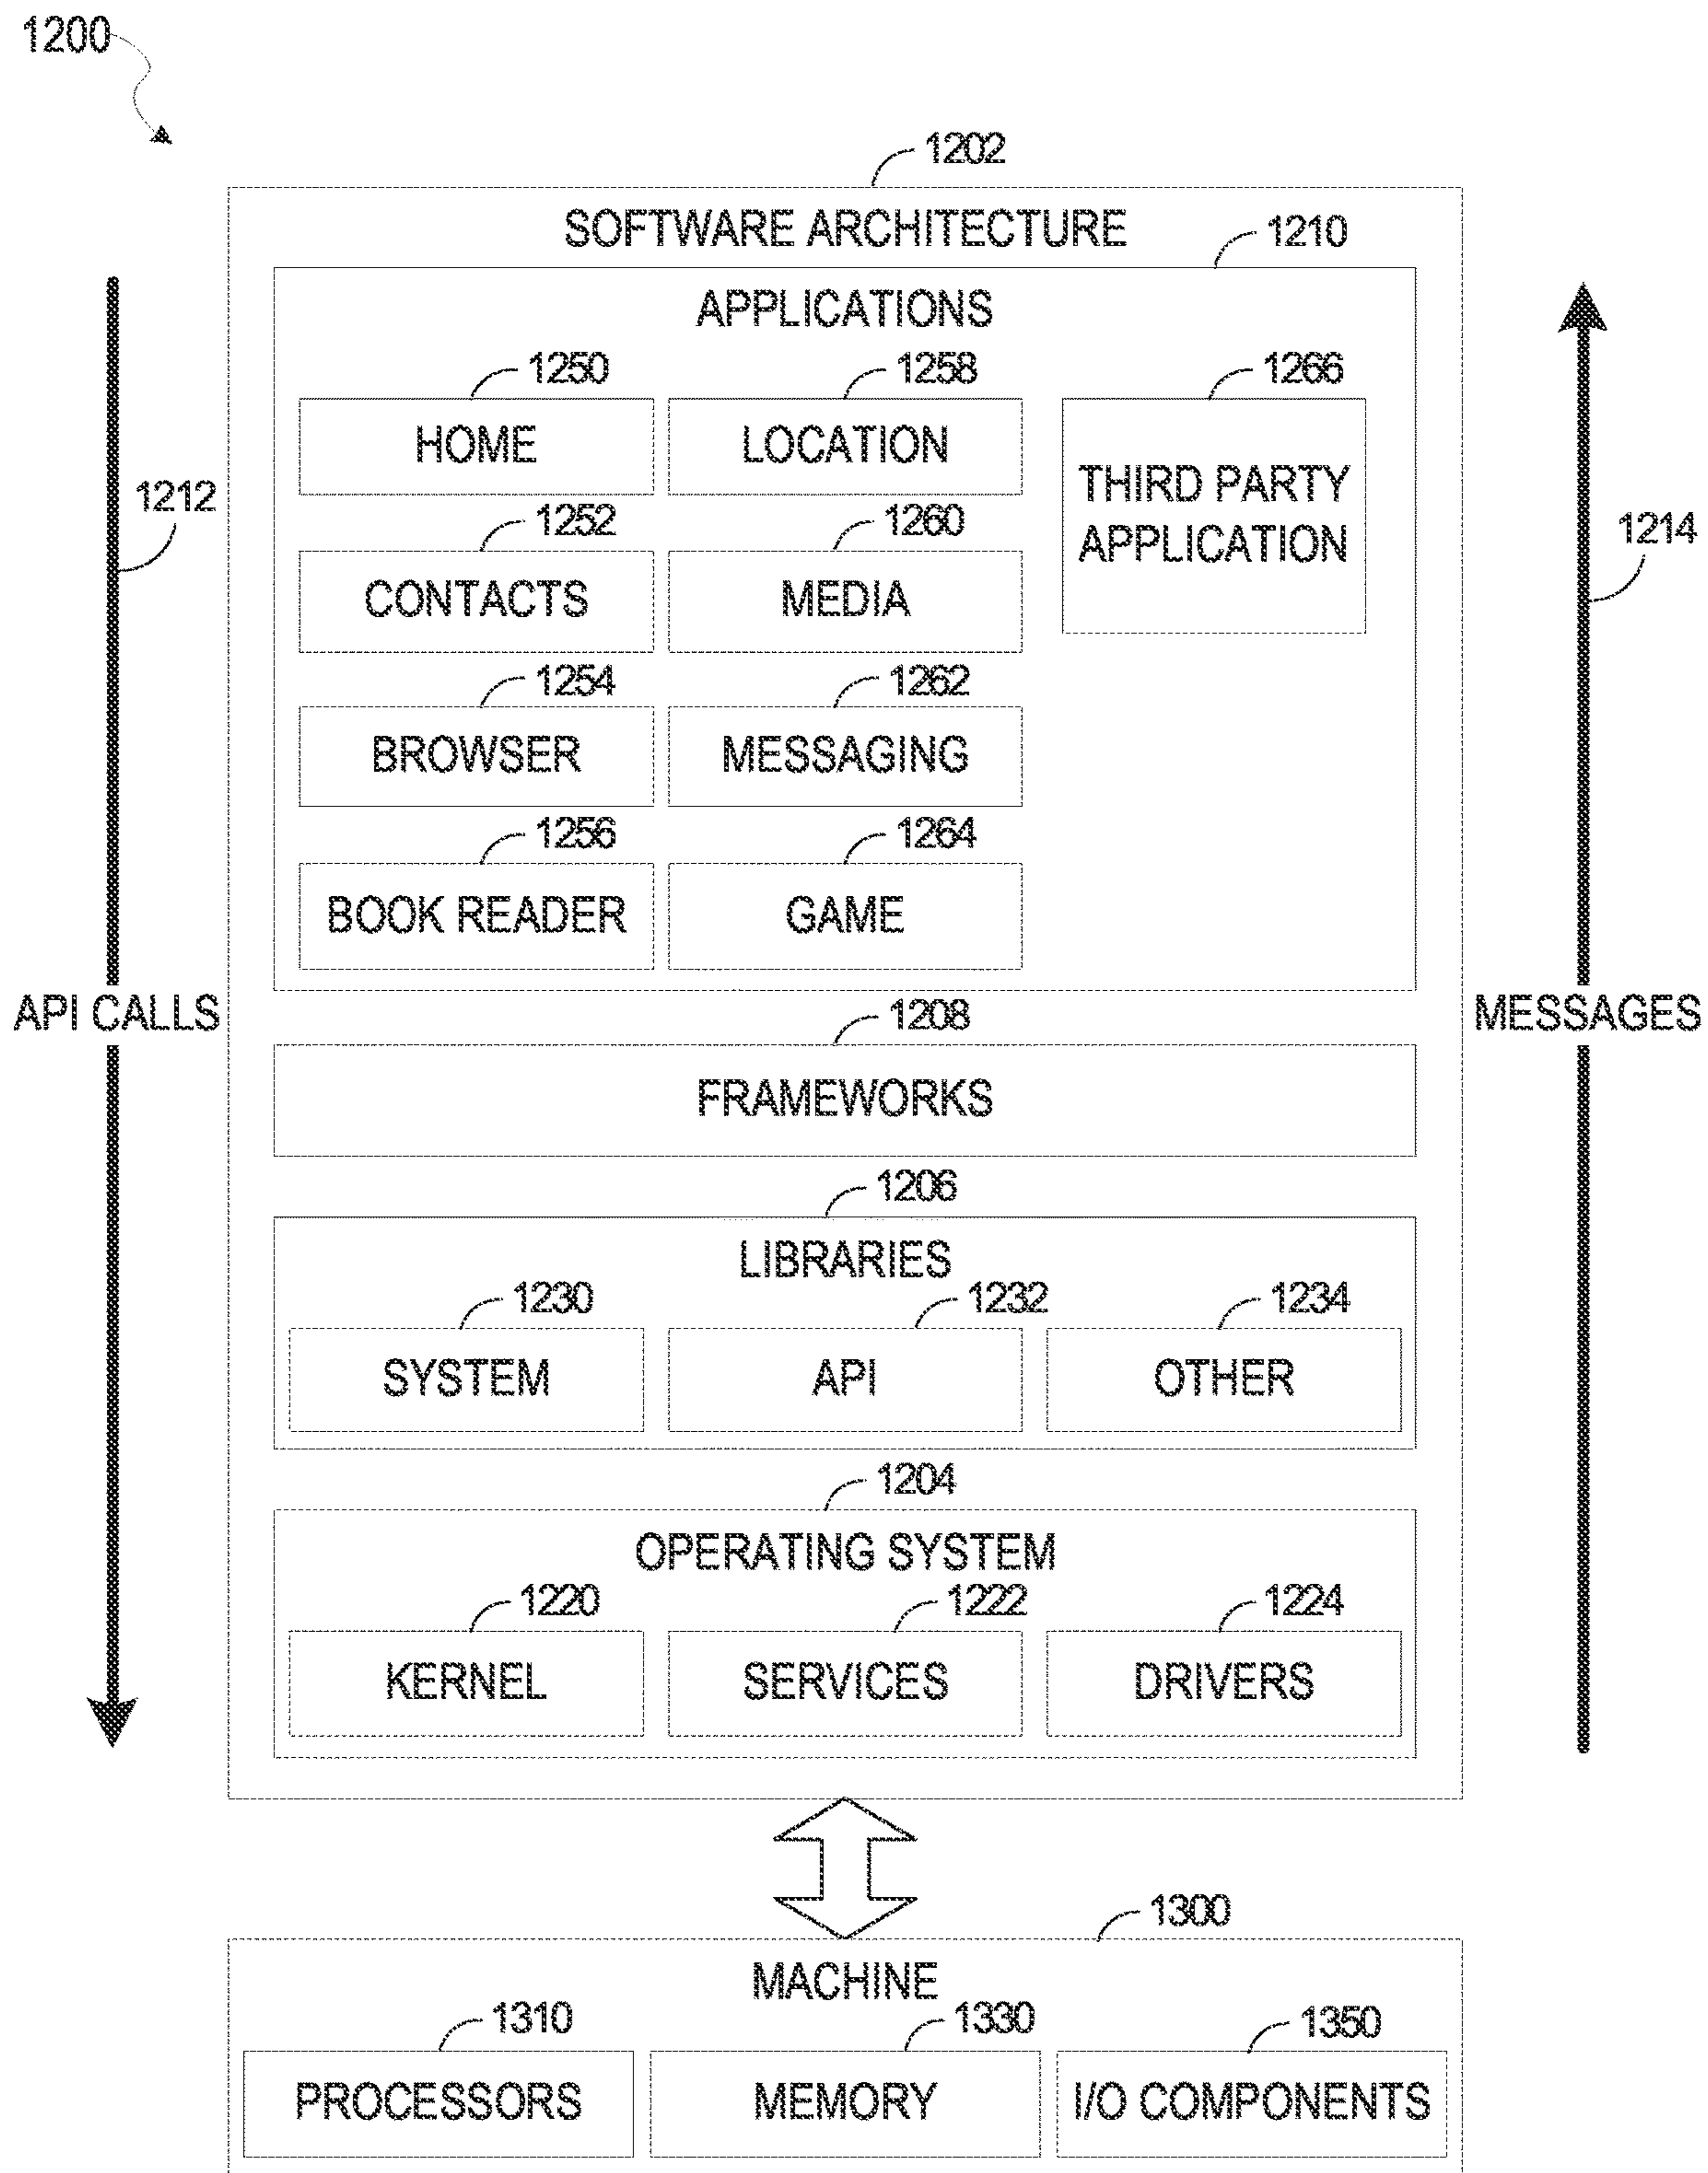 1200
1202
SOFTWARE ARCHITECTURE
1210
APPLICATIONS
1250
1258
1266
HOME
LOCATION
THIRD PARTY
APPLICATION
1212
1214
1252
1260
CONTACTS
MEDIA
1254
1262
BROWSER
MESSAGING
1256
1264
BOOK READER
GAME
API CALLS
MESSAGES
1208
FRAMEWORKS
1206
LIBRARIES
1230
1232
1234
SYSTEM
API
OTHER
1204
OPERATING SYSTEM
1220
1222
1224
KERNEL
SERVICES
DRIVERS
1300
MACHINE
1310
1330
1350
PROCESSORS
MEMORY
I/O COMPONENTS